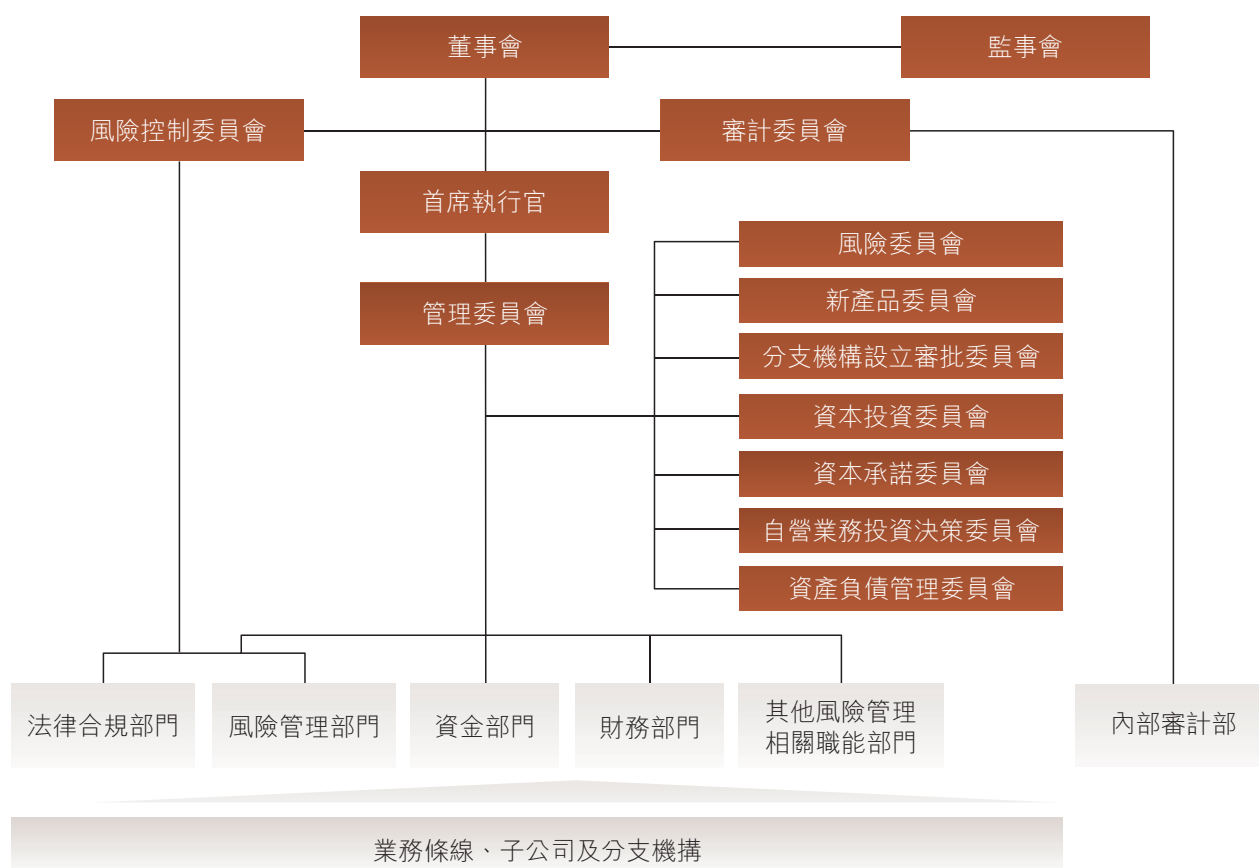 董事會
監事會
風險控制委員會
審計委員會
首席執行官
風險委員會
新產品委員會
管理委員會
分支機構設立審批委員會
資本投資委員會
資本承諾委員會
自營業務投資決策委員會
資產負債管理委員會
法律合規部門
風險管理部門
資金部門
財務部門
其他風險管理
相關職能部門
內部審計部
業務條線、子公司及分支機搆